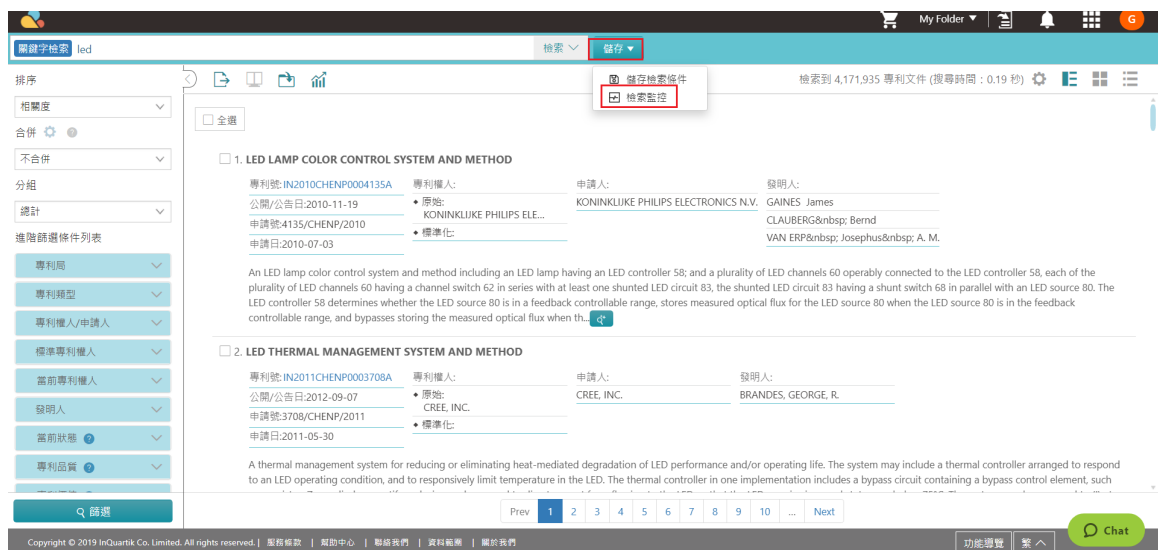 My Folder ▼
G
關鍵字檢索 led 檢索 儲存 ▼
排序
儲存檢索條件
檢索到 4,171,935 專利文件 (搜尋時間：0.19 秒)
相關度
檢索監控
全選
合併
不合併
分組
總計
進階篩選條件列表
專利局
專利類型
專利權人/申請人
標準專利權人
當前專利權人
發明人
當前狀態
專利品質
篩選
1. LED LAMP COLOR CONTROL SYSTEM AND METHOD
專利號:IN2010CHENP0004135A 專利權人: 申請人: 發明人:
公開/公告日:2010-11-19 ◆ 原始: KONINKLIJKE PHILIPS ELECTRONICS N.V. GAINES James
KONINKLIJKE PHILIPS ELE...
申請號:4135/CHENP/2010 CLAUBERG&nbsp; Bernd
◆ 標準化:
申請日:2010-07-03 VAN ERP&nbsp; Josephus&nbsp; A. M.
An LED lamp color control system and method including an LED lamp having an LED controller 58; and a plurality of LED channels 60 operably connected to the LED controller 58, each of the
plurality of LED channels 60 having a channel switch 62 in series with at least one shunted LED circuit 83, the shunted LED circuit 83 having a shunt switch 68 in parallel with an LED source 80. The
LED controller 58 determines whether the LED source 80 is in a feedback controllable range, stores measured optical flux for the LED source 80 when the LED source 80 is in the feedback
controllable range, and bypasses storing the measured optical flux when th...
2. LED THERMAL MANAGEMENT SYSTEM AND METHOD
專利號:IN2011CHENP0003708A 專利權人: 申請人: 發明人:
公開/公告日:2012-09-07 ◆ 原始: CREE, INC. BRANDES, GEORGE, R.
CREE, INC.
申請號:3708/CHENP/2011
◆ 標準化:
申請日:2011-05-30
A thermal management system for reducing or eliminating heat-mediated degradation of LED performance and/or operating life. The system may include a thermal controller arranged to respond
to an LED operating condition, and to responsively limit temperature in the LED. The thermal controller in one implementation includes a bypass circuit containing a bypass control element, such
Prev 1 2 3 4 5 6 7 8 9 10 ... Next
Copyright © 2019 InQuartik Co. Limited. All rights reserved. | 服務條款 | 幫助中心 | 聯絡我們 | 資料範圍 | 關於我們
功能導覽 繁
Chat